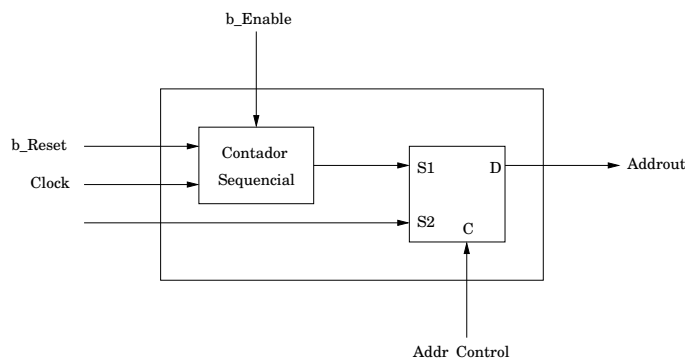 b_Enable
b_Reset
Clock
Contador
Sequencial
S1
D
S2
C
Addrout
Addr Control